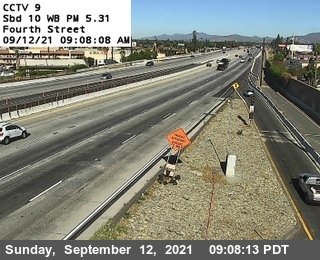 CCTV 9
Sbd 10 WB PM 5.31
Fourth Street
09/12/21 09:08:08 AM
Sunday, September 12, 2021 09:08:13 PDT